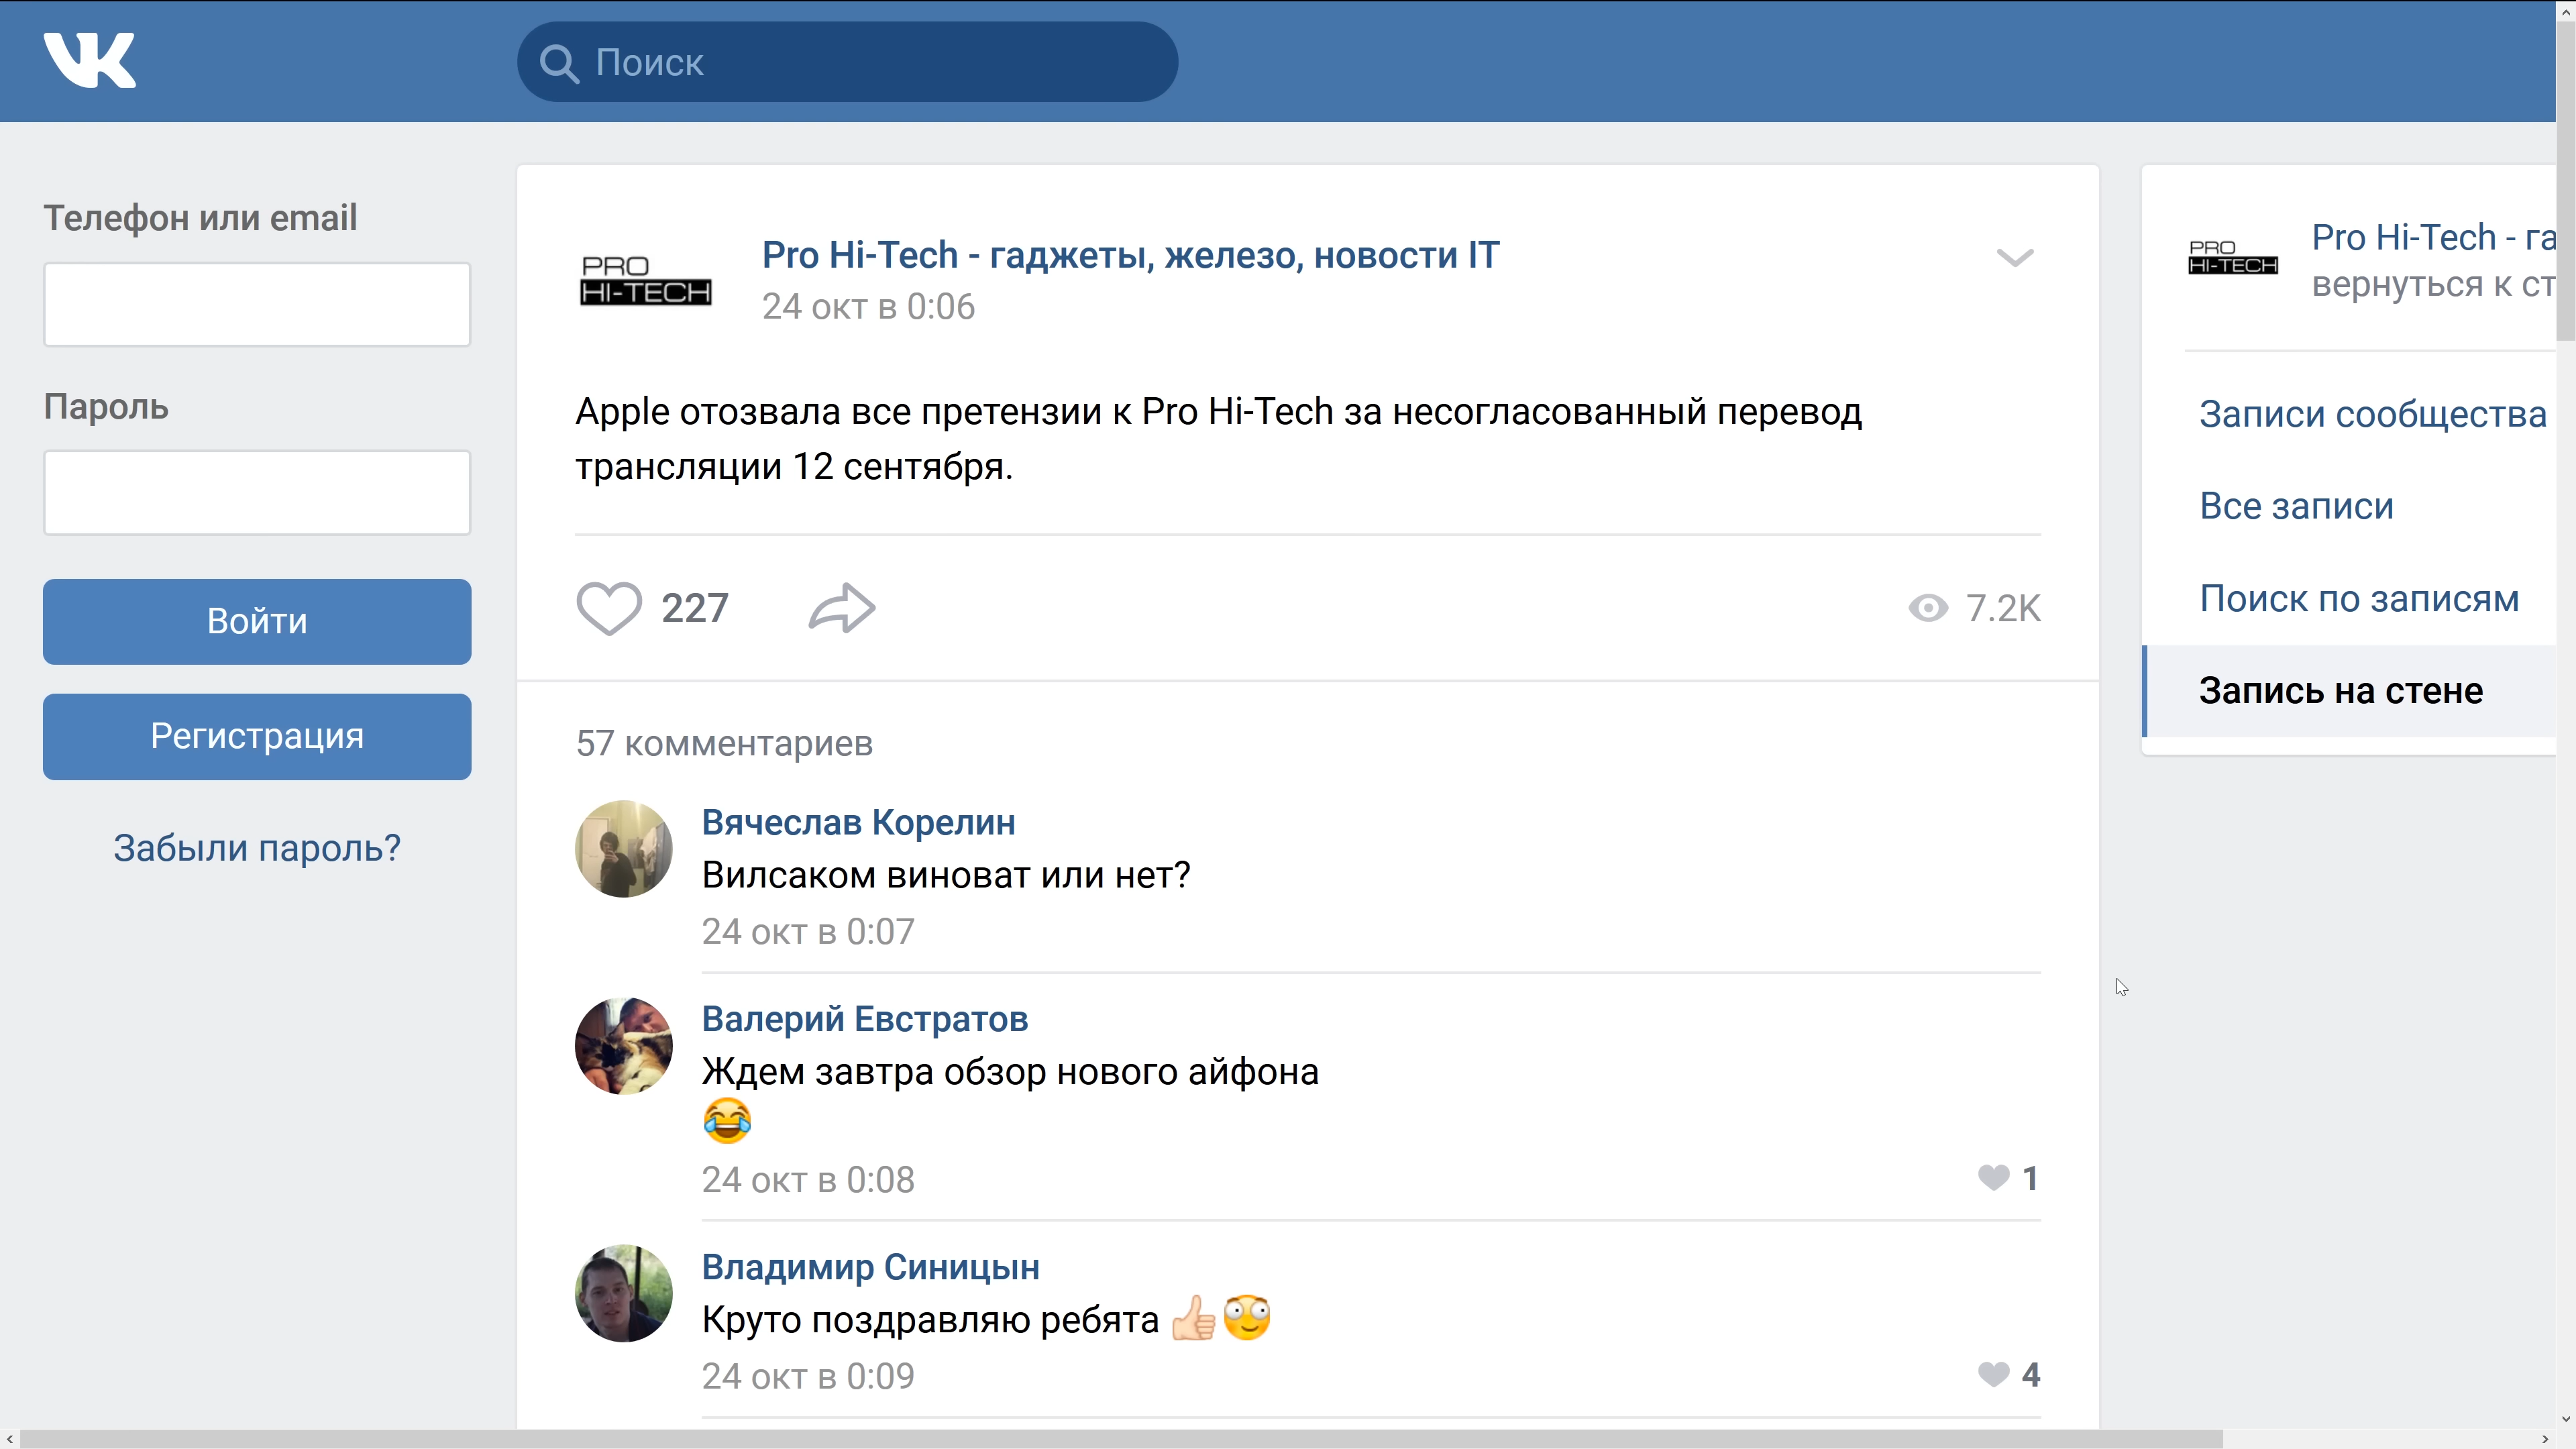 Поиск
Телефон или email
Пароль
Войти
Регистрация
Забыли пароль?
PRO
HI-TECH
Pro Hi-Tech - гаджеты, железо, новости IT
24 окт в 0:06
Apple отозвала все претензии к Pro Hi-Tech за несогласованный перевод
трансляции 12 сентября.
227
7.2K
57 комментариев
Вячеслав Корелин
Вилсаком виноват или нет?
24 окт в 0:07
Валерий Евстратов
Ждем завтра обзор нового айфона
😂
24 окт в 0:08
1
Владимир Синицын
Круто поздравляю ребята 👍🏻😳
24 окт в 0:09
4
PRO
HI-TECH
Pro Hi-Tech - га
вернуться к ст
Записи сообщества
Все записи
Поиск по записям
Запись на стене